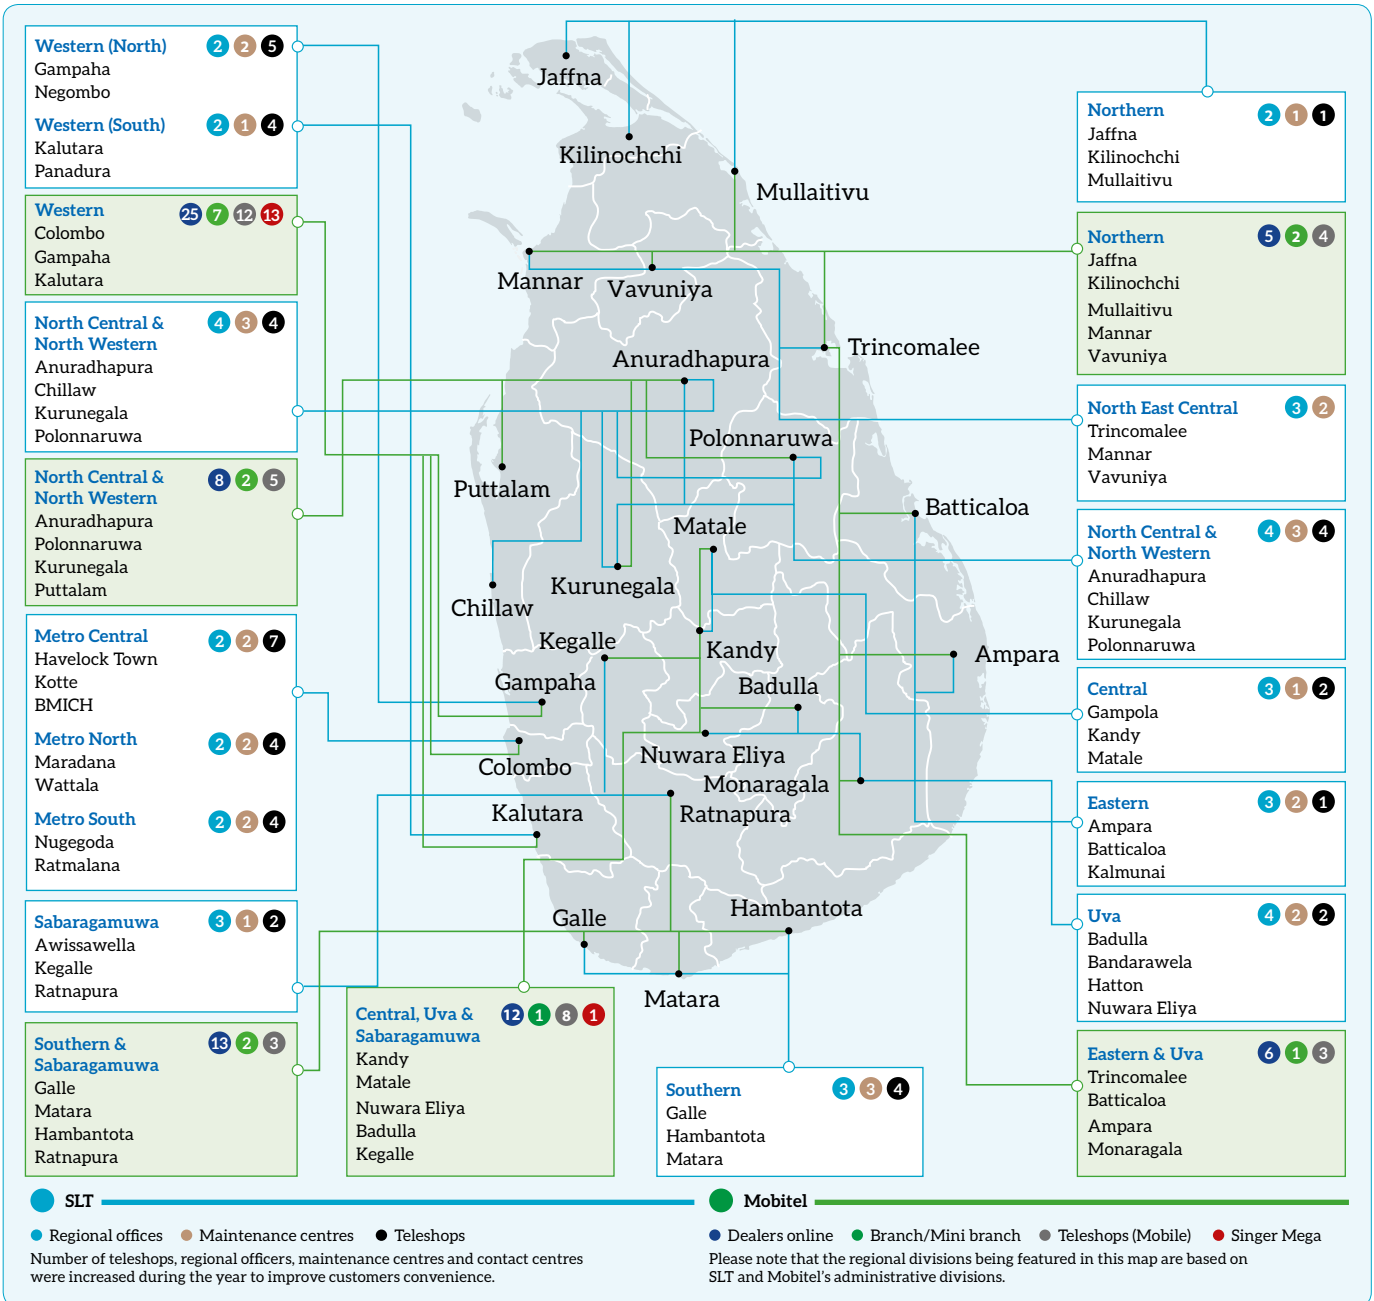 Western (North) 2 2 5
Gampaha
Negombo
Western (South) 2 1 4
Kalutara
Panadura
Western 25 7 12 13
Colombo
Gampaha
Kalutara
North Central & 4 3 4
North Western
Anuradhapura
Chillaw
Kurunegala
Polonnaruwa
North Central & 8 2 5
North Western
Anuradhapura
Polonnaruwa
Kurunegala
Puttalam
Metro Central 2 2 7
Havelock Town
Kotte
BMICH
Metro North 2 2 4
Maradana
Wattala
Metro South 2 2 4
Nugegoda
Ratmalana
Sabaragamuwa 3 1 2
Awissawella
Kegalle
Ratnapura
Southern & 13 2 3
Sabaragamuwa
Galle
Matara
Hambantota
Ratnapura
Jaffna
Kilinochchi
Mullaitivu
Mannar
Vavuniya
Anuradhapura
Trincomalee
Polonnaruwa
Puttalam
Batticaloa
Matale
Kurunegala
Chillaw
Kegalle
Kandy
Ampara
Gampaha
Badulla
Nuwara Eliya
Colombo
Monaragala
Kalutara
Ratnapura
Galle
Hambantota
Matara
Central, Uva & 12 1 8 1
Sabaragamuwa
Kandy
Matale
Nuwara Eliya
Badulla
Kegalle
Southern 3 3 4
Galle
Hambantota
Matara
Northern 2 1 1
Jaffna
Kilinochchi
Mullaitivu
Northern 5 2 4
Jaffna
Kilinochchi
Mullaitivu
Mannar
Vavuniya
North East Central 3 2
Trincomalee
Mannar
Vavuniya
North Central & 4 3 4
North Western
Anuradhapura
Chillaw
Kurunegala
Polonnaruwa
Central 3 1 2
Gampola
Kandy
Matale
Eastern 3 2 1
Ampara
Batticaloa
Kalmunai
Uva 4 2 2
Badulla
Bandarawela
Hatton
Nuwara Eliya
Eastern & Uva 6 1 3
Trincomalee
Batticaloa
Ampara
Monaragala
SLT
Regional offices Maintenance centres Teleshops
Number of teleshops, regional officers, maintenance centres and contact centres
were increased during the year to improve customers convenience.
Mobitel
Dealers online Branch/Mini branch Teleshops (Mobile) Singer Mega
Please note that the regional divisions being featured in this map are based on
SLT and Mobitel's administrative divisions.